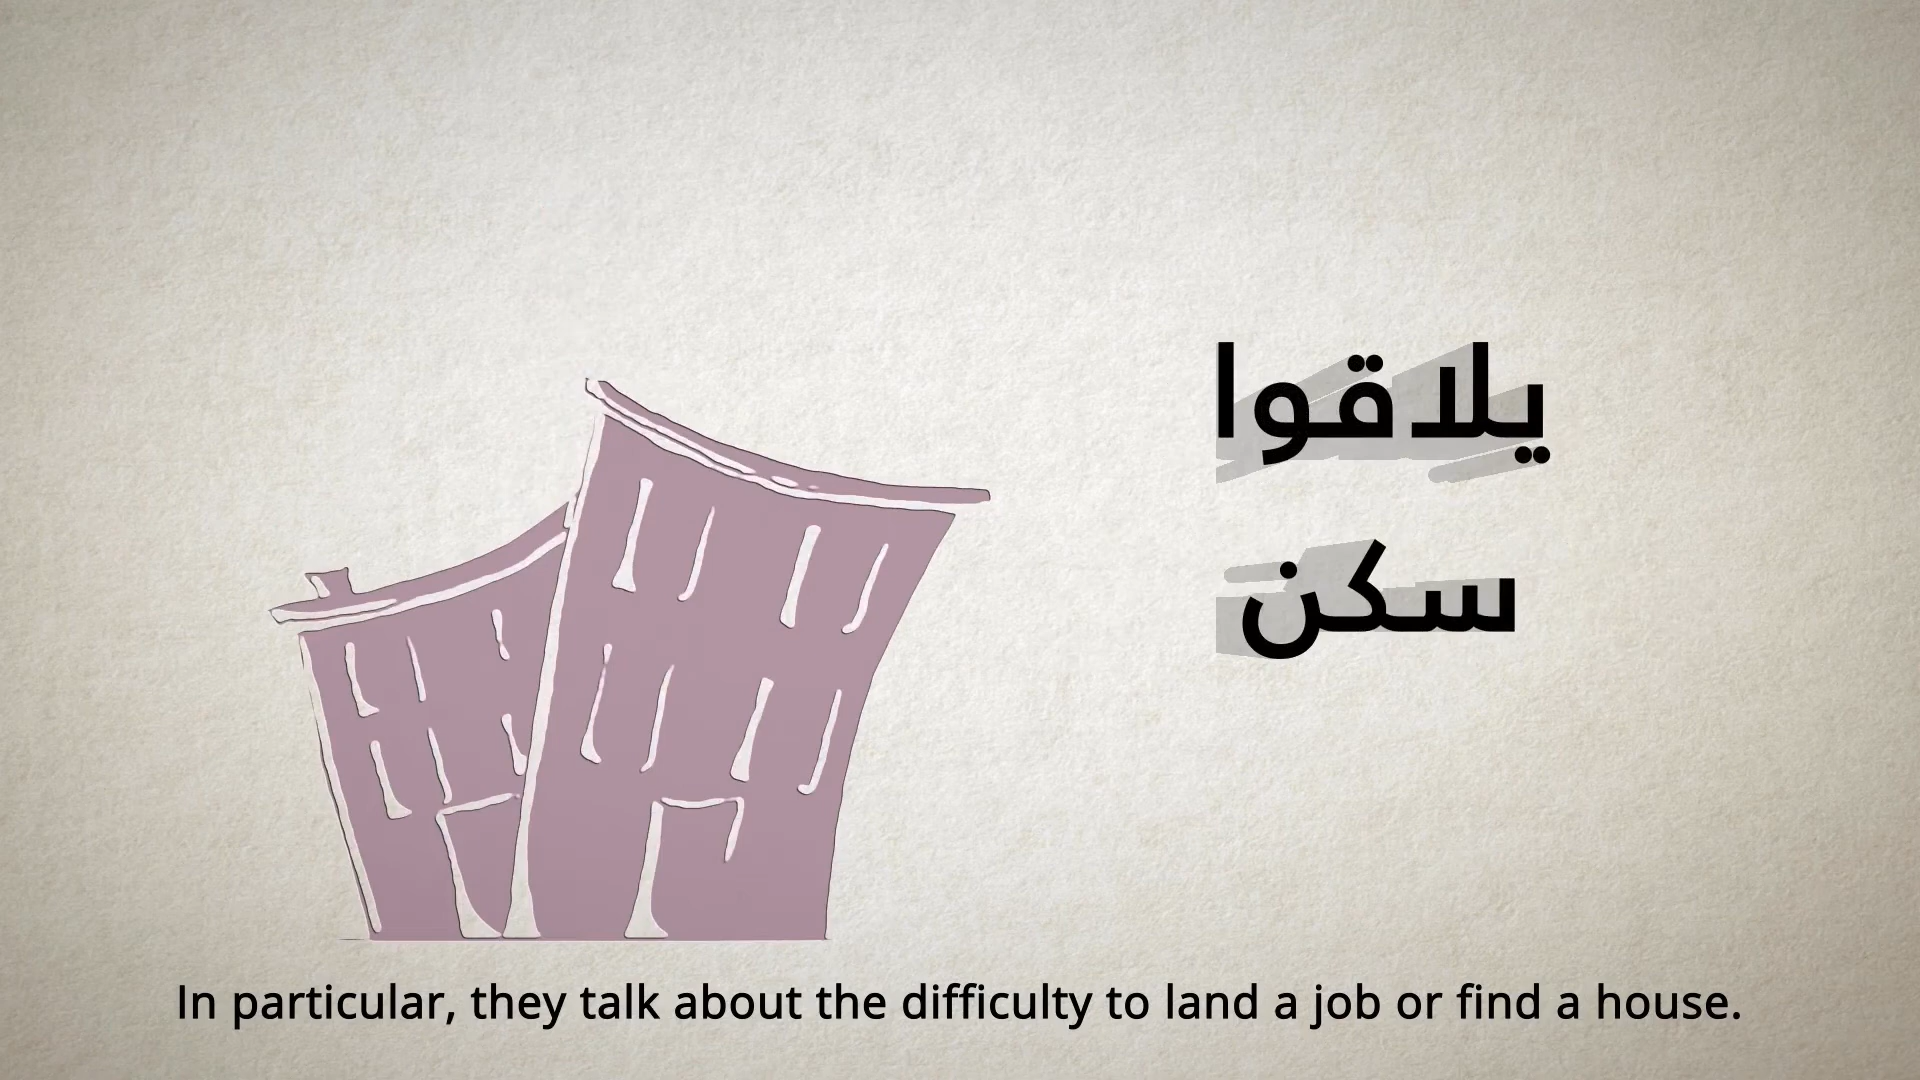 يلاقوا
سكن
In particular, they talk about the difficulty to land a job or find a house.